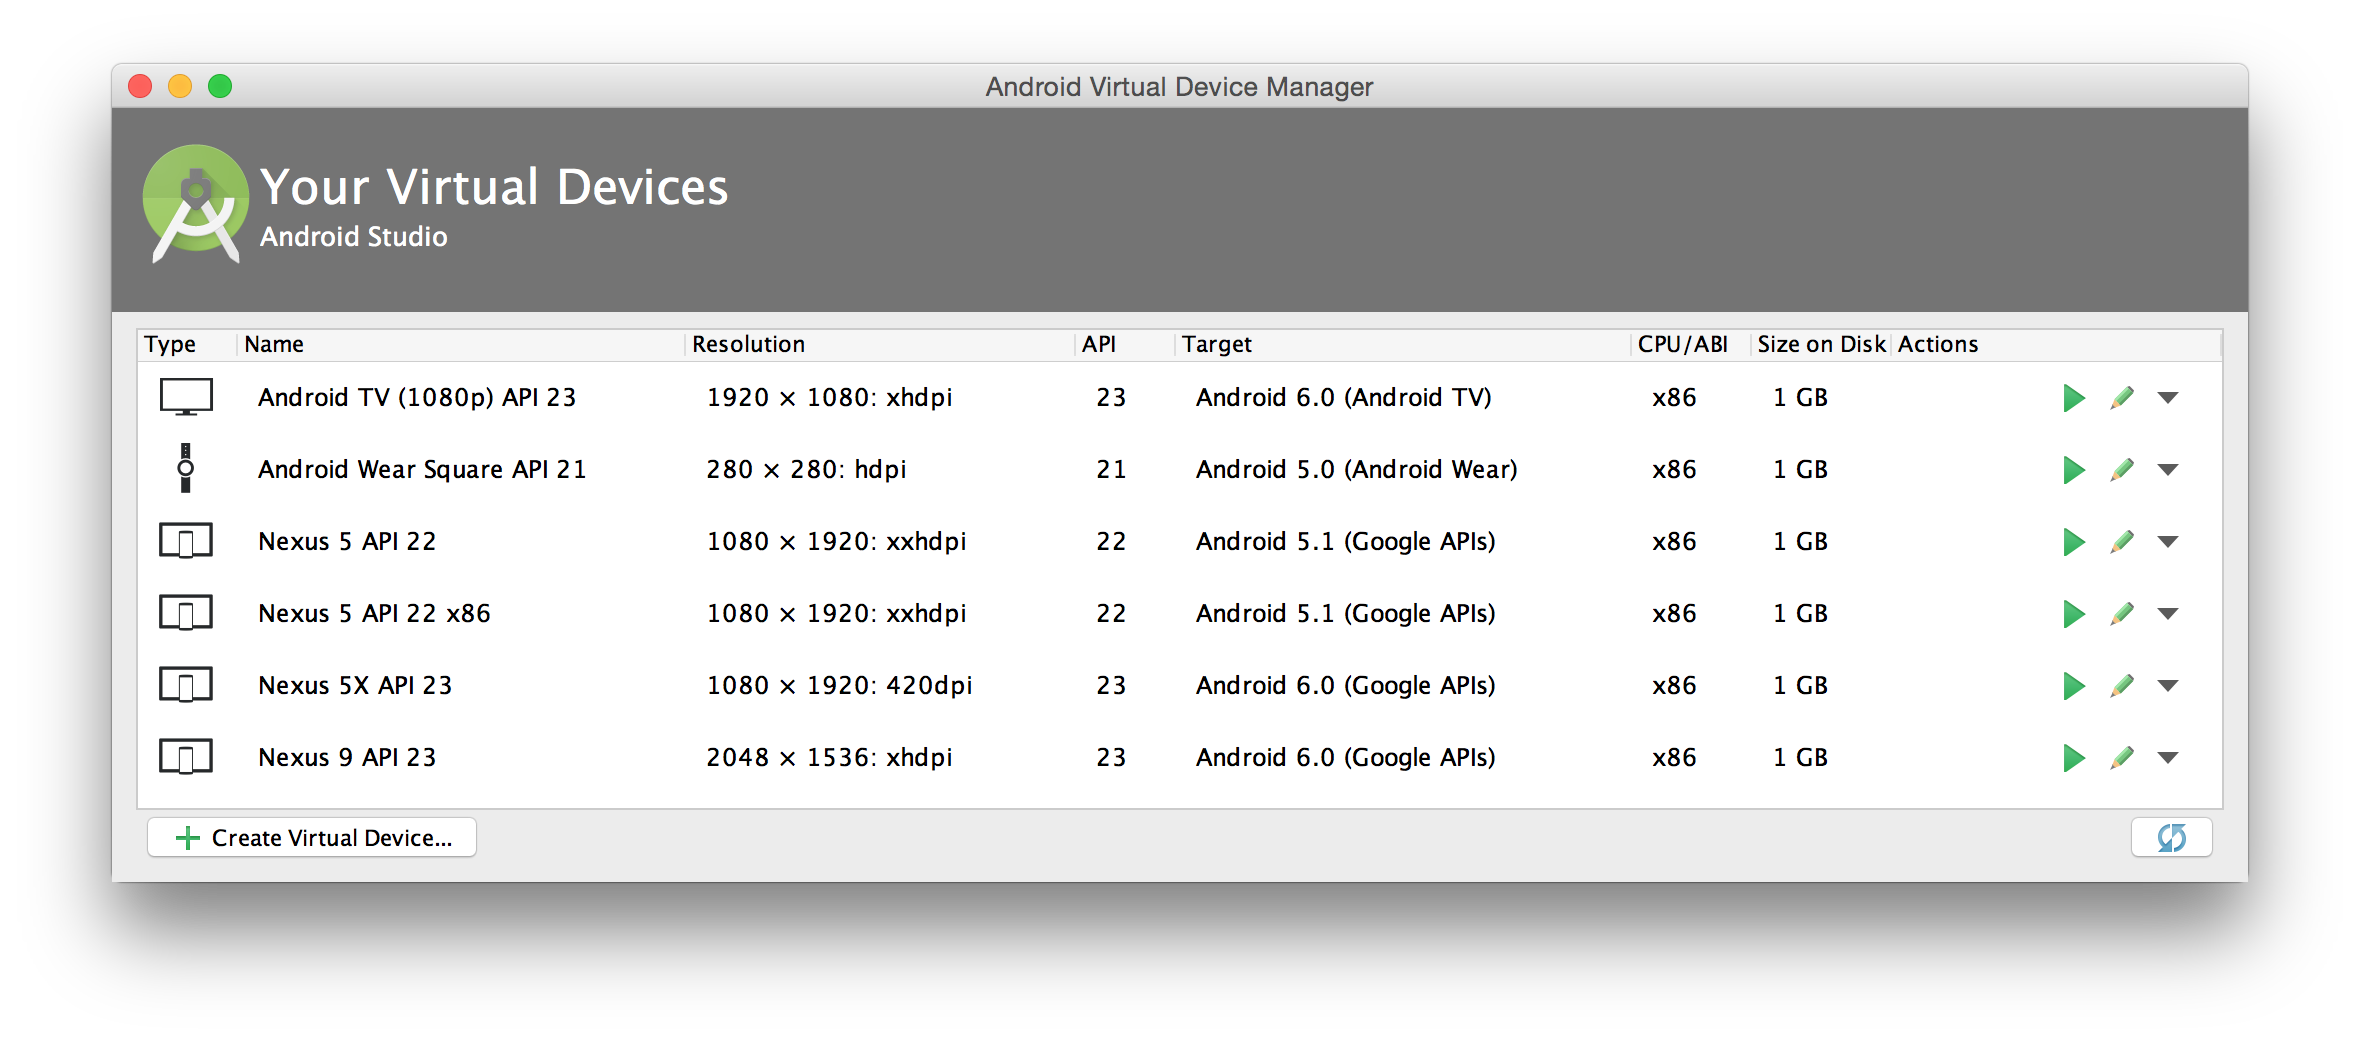 Android Virtual Device Manager
Your Virtual Devices
Android Studio
Type Name Resolution API Target CPU/ABI Size on Disk Actions
Android TV (1080p) API 23 1920 × 1080: xhdpi 23 Android 6.0 (Android TV) x86 1 GB
Android Wear Square API 21 280 × 280: hdpi 21 Android 5.0 (Android Wear) x86 1 GB
Nexus 5 API 22 1080 × 1920: xxhdpi 22 Android 5.1 (Google APIs) x86 1 GB
Nexus 5 API 22 x86 1080 × 1920: xxhdpi 22 Android 5.1 (Google APIs) x86 1 GB
Nexus 5X API 23 1080 × 1920: 420dpi 23 Android 6.0 (Google APIs) x86 1 GB
Nexus 9 API 23 2048 × 1536: xhdpi 23 Android 6.0 (Google APIs) x86 1 GB
Create Virtual Device...